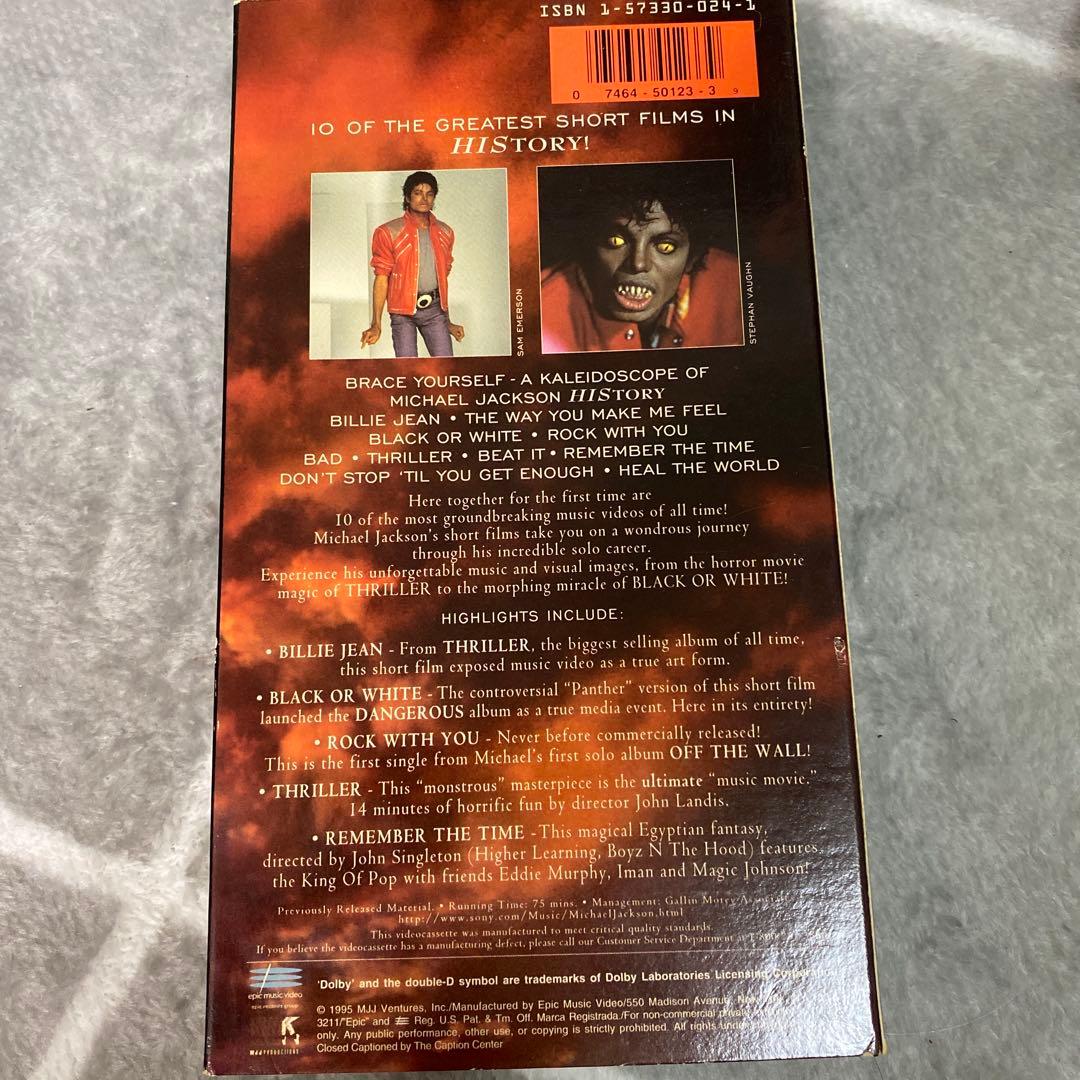 ISBN 1-57330-024-1
0 7464-50123-3 9
10 OF THE GREATEST SHORT FILMS IN
HISTORY!
SAM EMERSON
STEPHAN VAUGHN
BRACE YOURSELF - A KALEIDOSCOPE OF
MICHAEL JACKSON HISTORY
BILLIE JEAN • THE WAY YOU MAKE ME FEEL
BLACK OR WHITE • ROCK WITH YOU
BAD • THRILLER • BEAT IT • REMEMBER THE TIME
DON'T STOP 'TIL YOU GET ENOUGH • HEAL THE WORLD
Here together for the first time are
10 of the most groundbreaking music videos of all time!
Michael Jackson's short films take you on a wondrous journey
through his incredible solo career.
Experience his unforgettable music and visual images, from the horror movie
magic of THRILLER to the morphing miracle of BLACK OR WHITE!
HIGHLIGHTS INCLUDE:
• BILLIE JEAN - From THRILLER, the biggest selling album of all time,
this short film exposed music video as a true art form.
• BLACK OR WHITE - The controversial "Panther" version of this short film
launched the DANGEROUS album as a true media event. Here in its entirety!
• ROCK WITH YOU - Never before commercially released!
This is the first single from Michael's first solo album OFF THE WALL!
• THRILLER - This "monstrous" masterpiece is the ultimate "music movie."
14 minutes of horrific fun by director John Landis.
• REMEMBER THE TIME - This magical Egyptian fantasy,
directed by John Singleton (Higher Learning, Boyz N The Hood) features
the King Of Pop with friends Eddie Murphy, Iman and Magic Johnson!
Previously Released Material. • Running Time: 75 mins. • Management: Gallin Morey
http://www.sony.com/Music/MichaelJackson.html
This videocassette was manufactured to meet critical quality standards.
If you believe the videocassette has a manufacturing defect, please call our Customer Service Department at
epic music video
'Dolby' and the double-D symbol are trademarks of Dolby Laboratories Licensing Corporation
© 1995 MJJ Ventures, Inc./Manufactured by Epic Music Video/550 Madison Avenue,
3211/"Epic" and Reg. U.S. Pat. & Tm. Off. Marca Registrada./For non-commercial
only. Any public performance, other use, or copying is strictly prohibited. All rights
Closed Captioned by The Caption Center
MJJ PRODUCTIONS